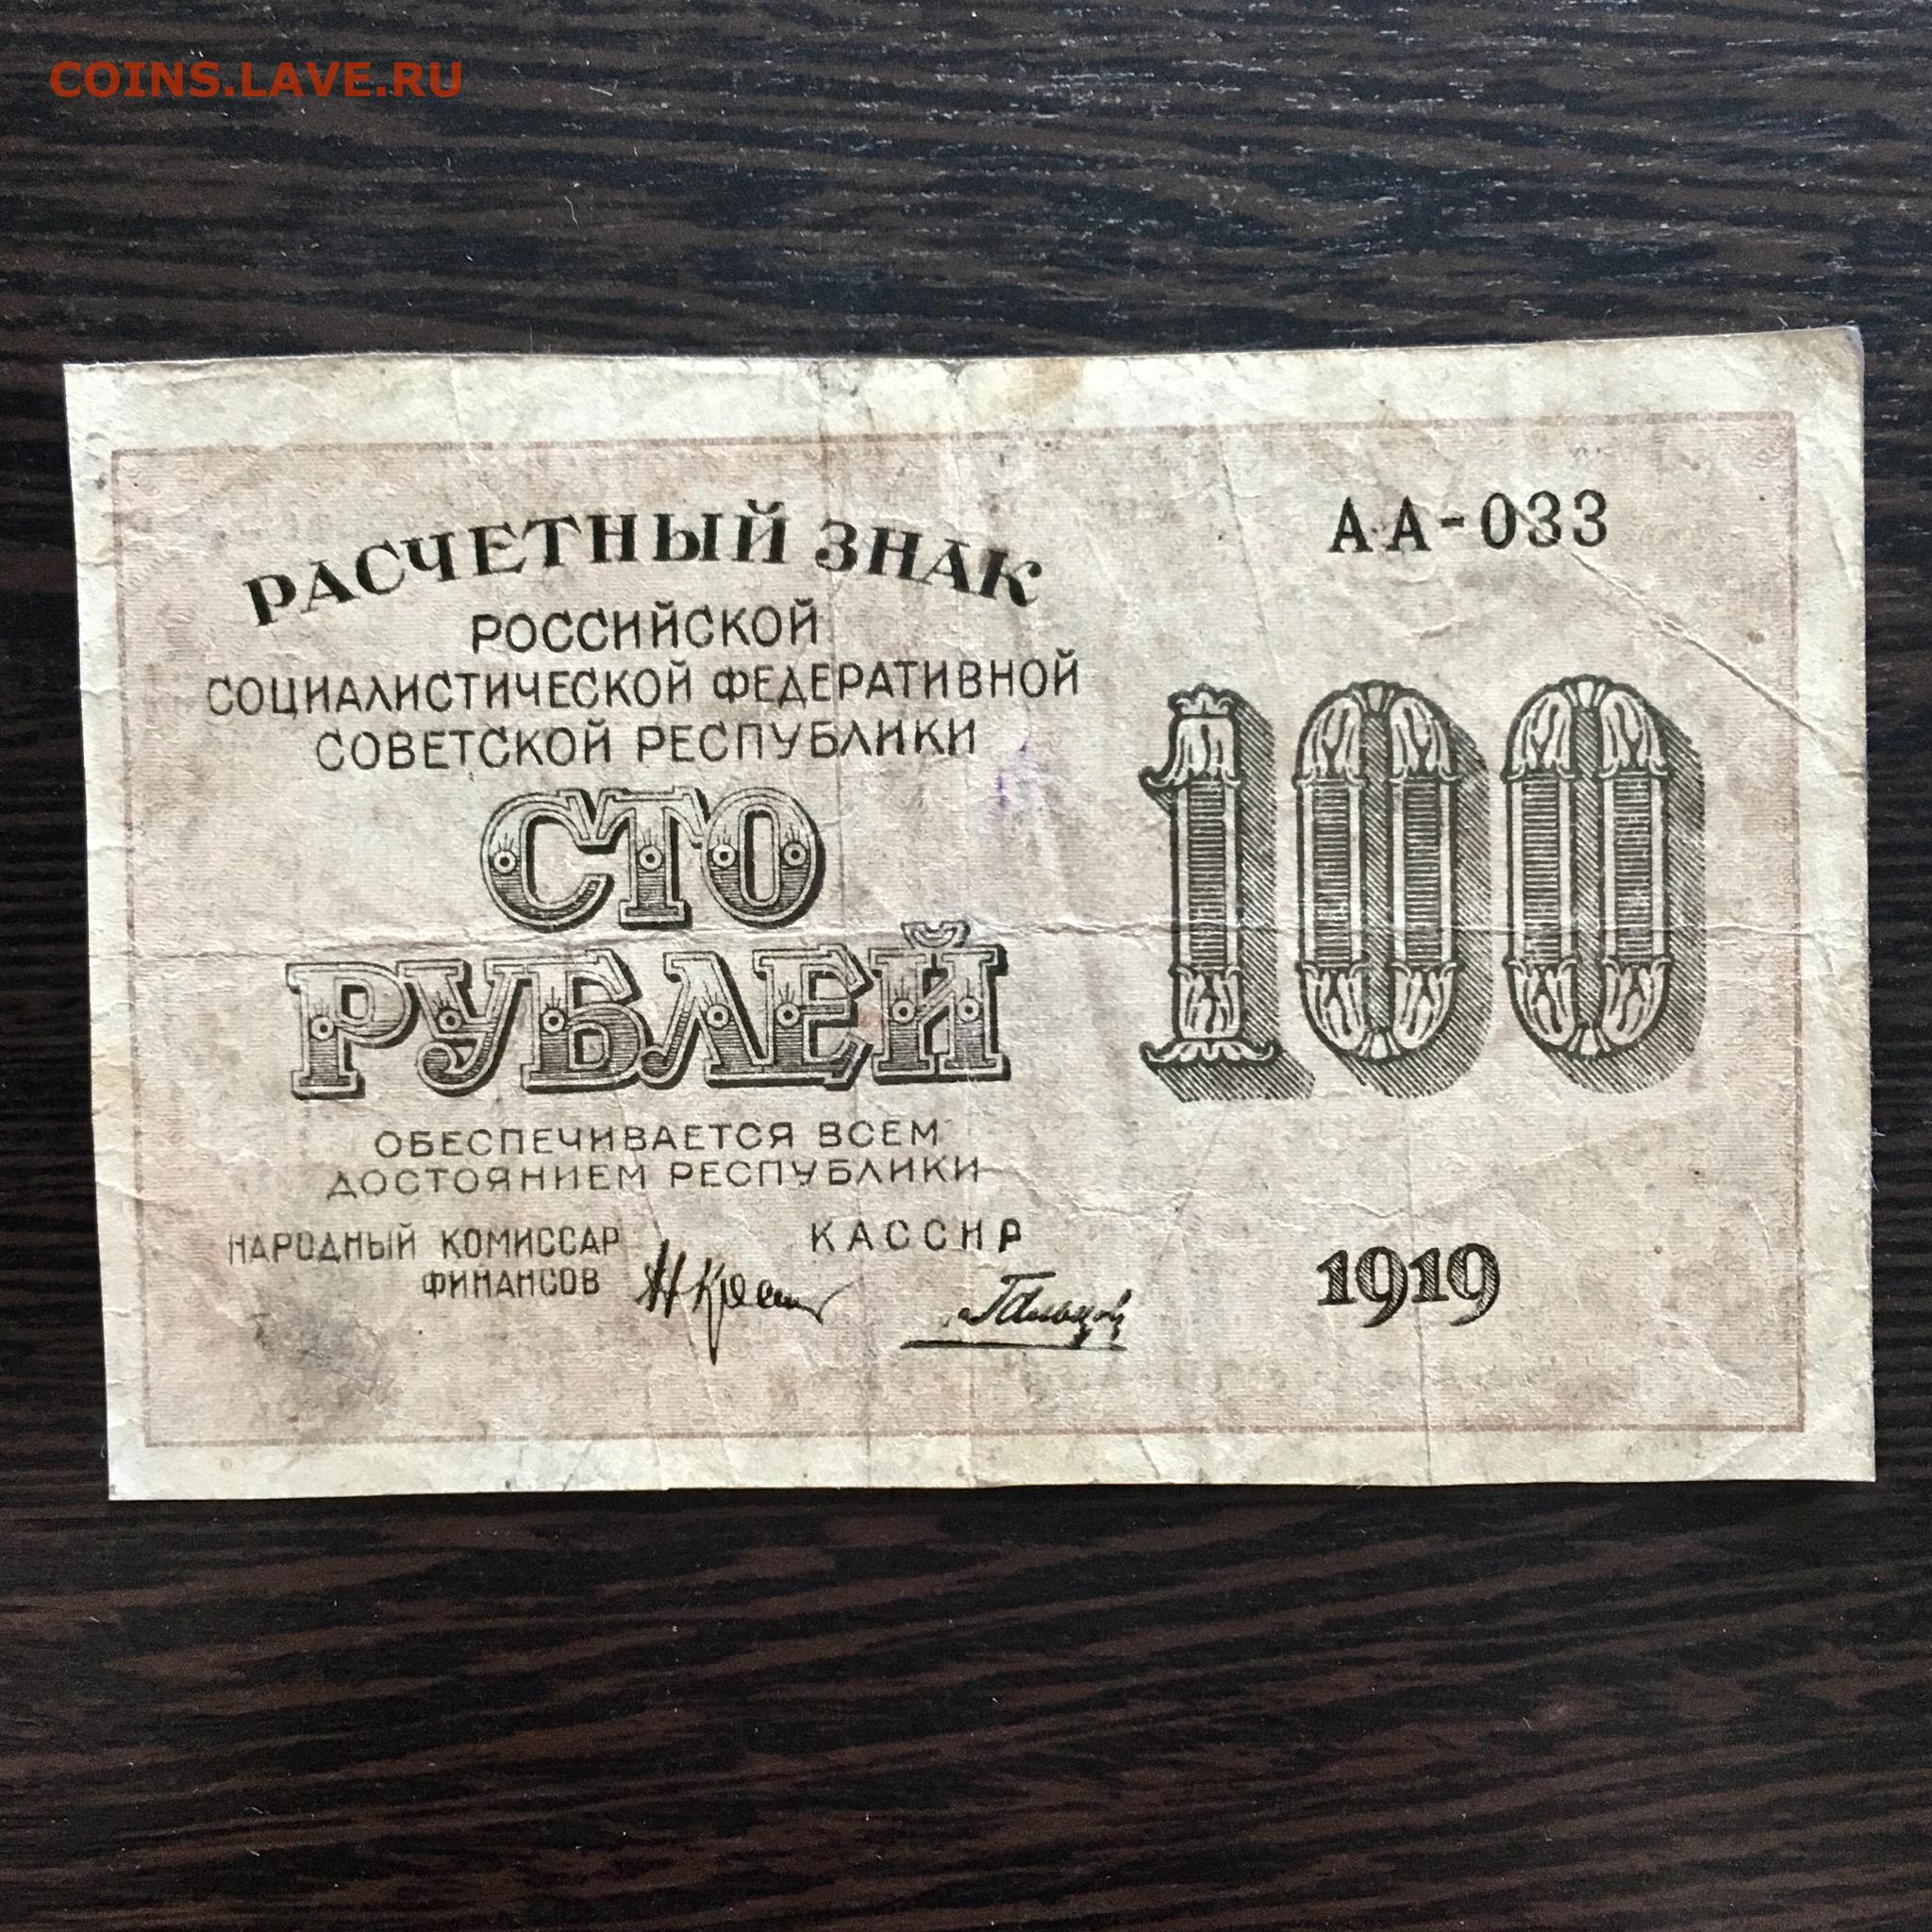 COINS.LAVE.RU
РАСЧЕТНЫЙ ЗНАК
АА-033
РОССИЙСКОЙ
СОЦИАЛИСТИЧЕСКОЙ ФЕДЕРАТИВНОЙ
СОВЕТСКОЙ РЕСПУБЛИКИ
СТО
РУБЛЕЙ
100
ОБЕСПЕЧИВАЕТСЯ ВСЕМ
ДОСТОЯНИЕМ РЕСПУБЛИКИ
НАРОДНЫЙ КОМИССАР
ФИНАНСОВ
КАССИР
1919